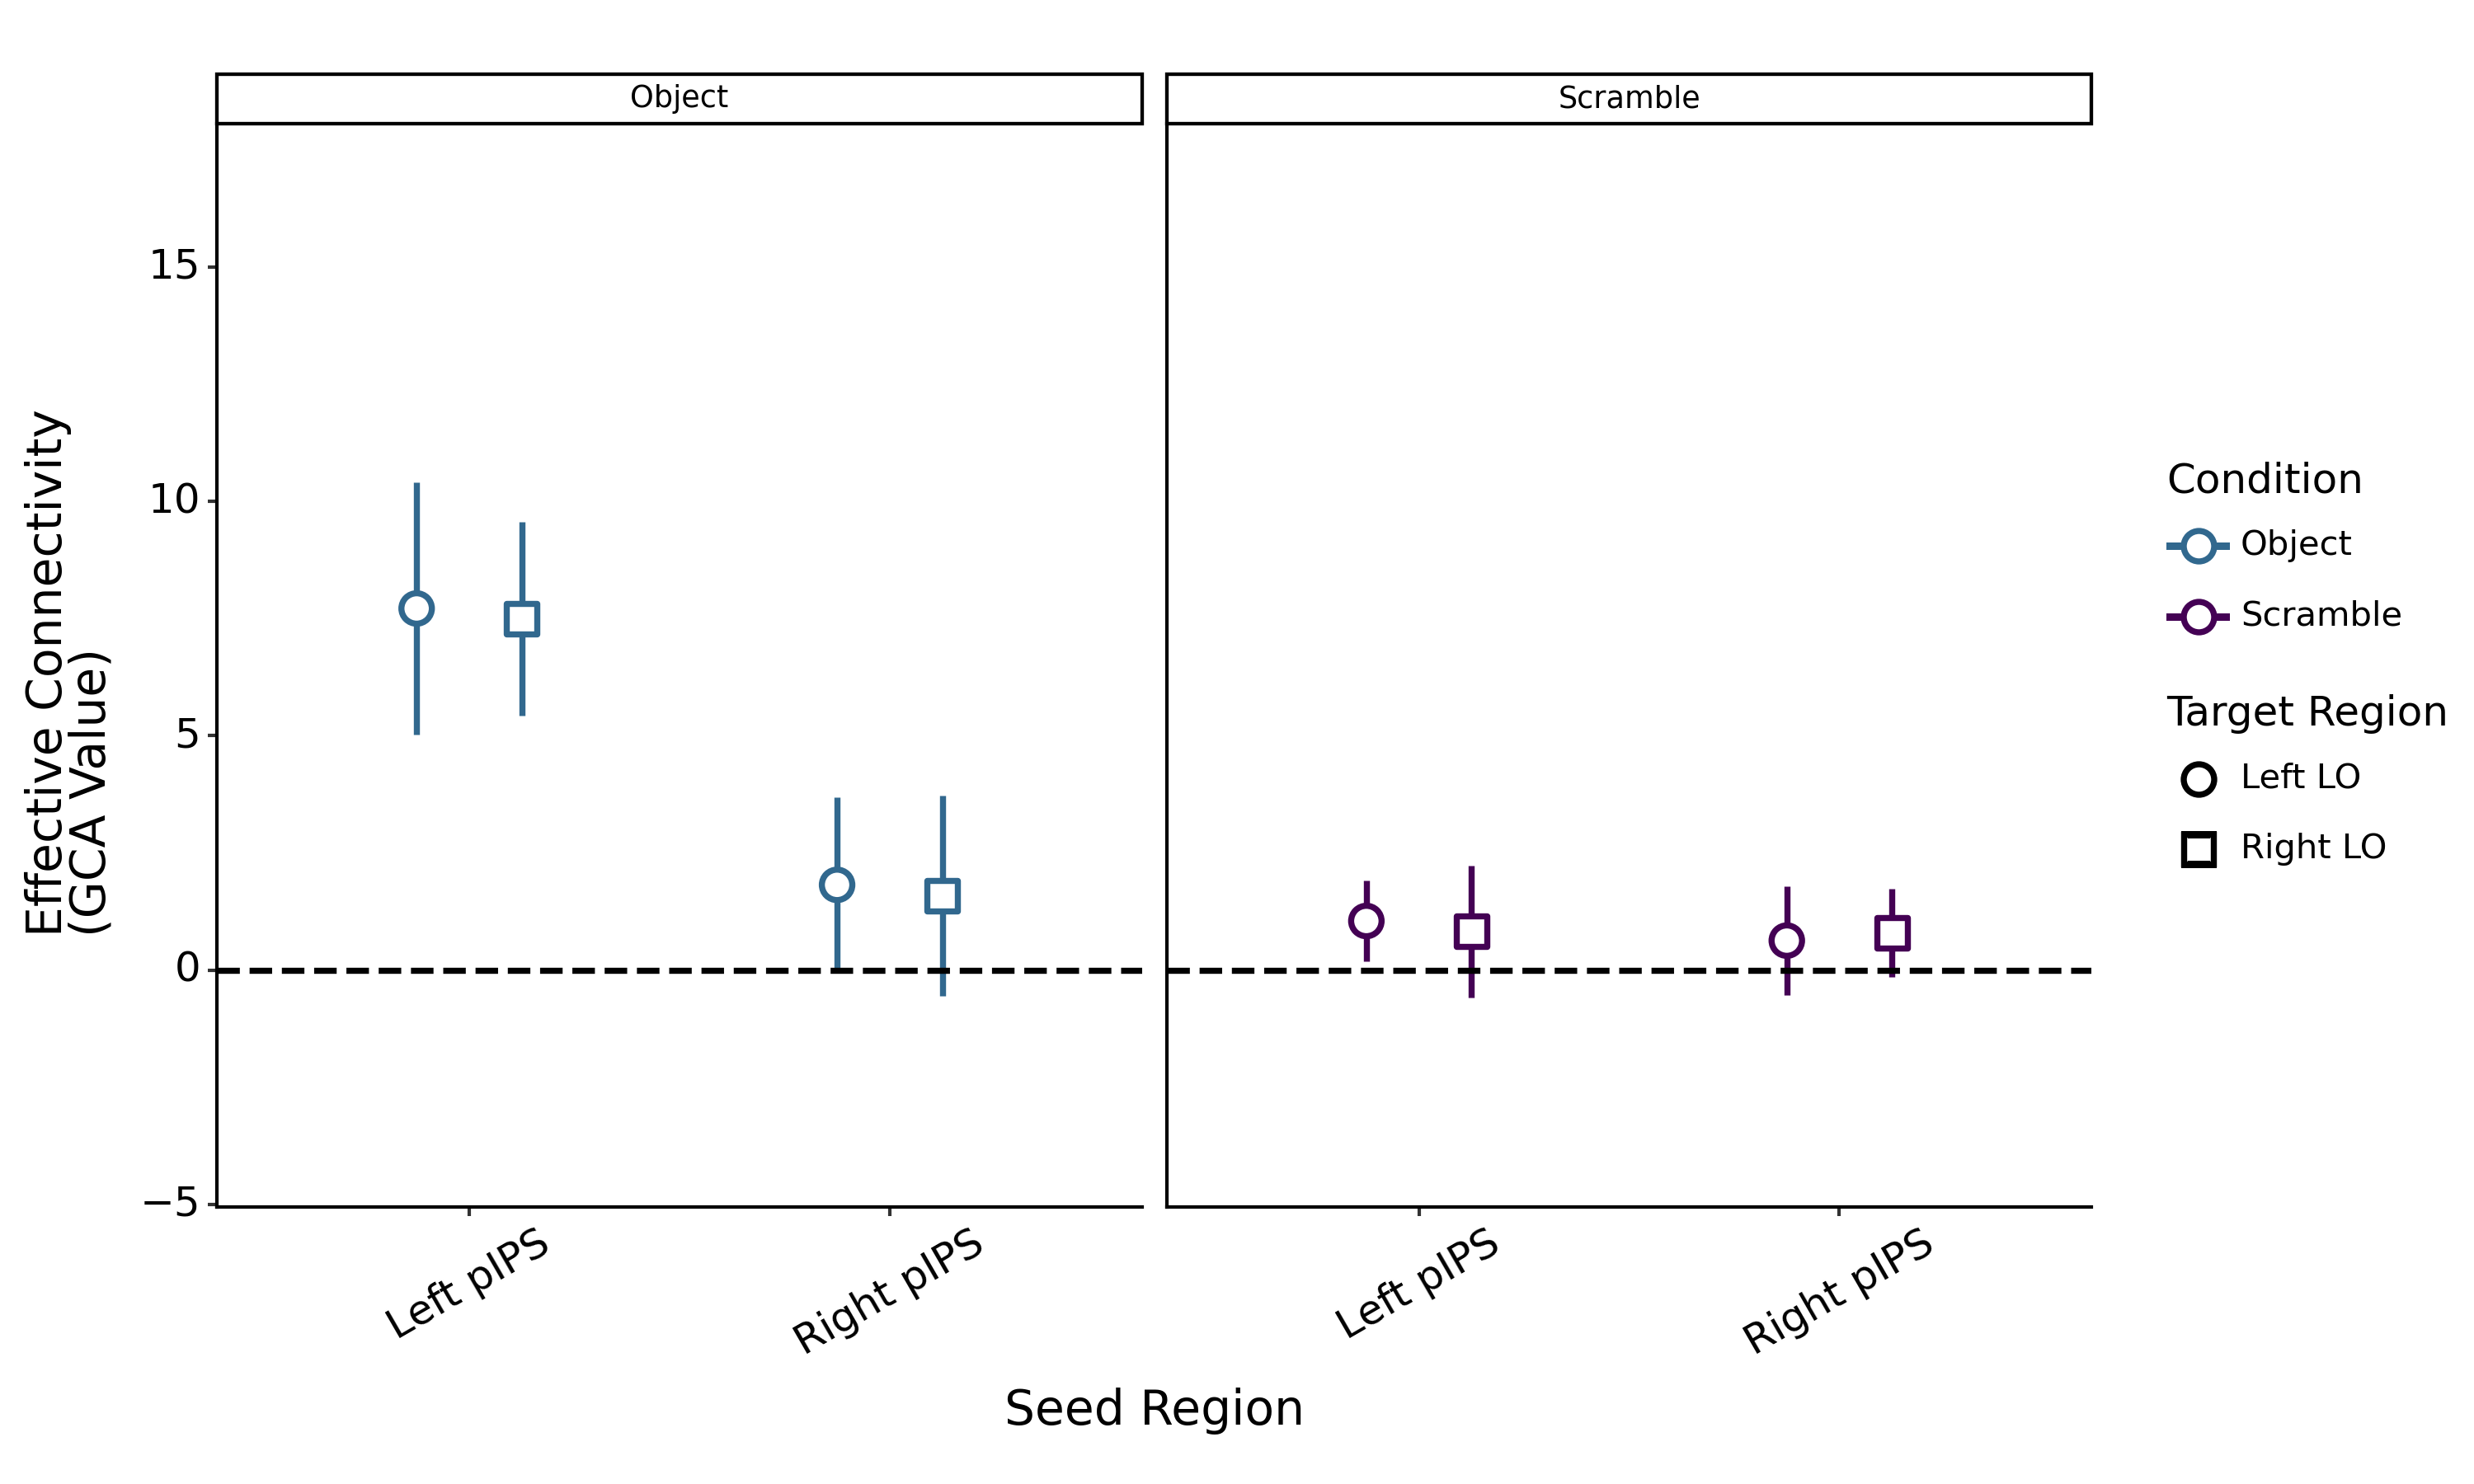 Object
Scramble
Effective Connectivity
(GCA Value)
15
10
5
0
−5
Left pIPS
Right pIPS
Left pIPS
Right pIPS
Seed Region
Condition
Object
Scramble
Target Region
Left LO
Right LO